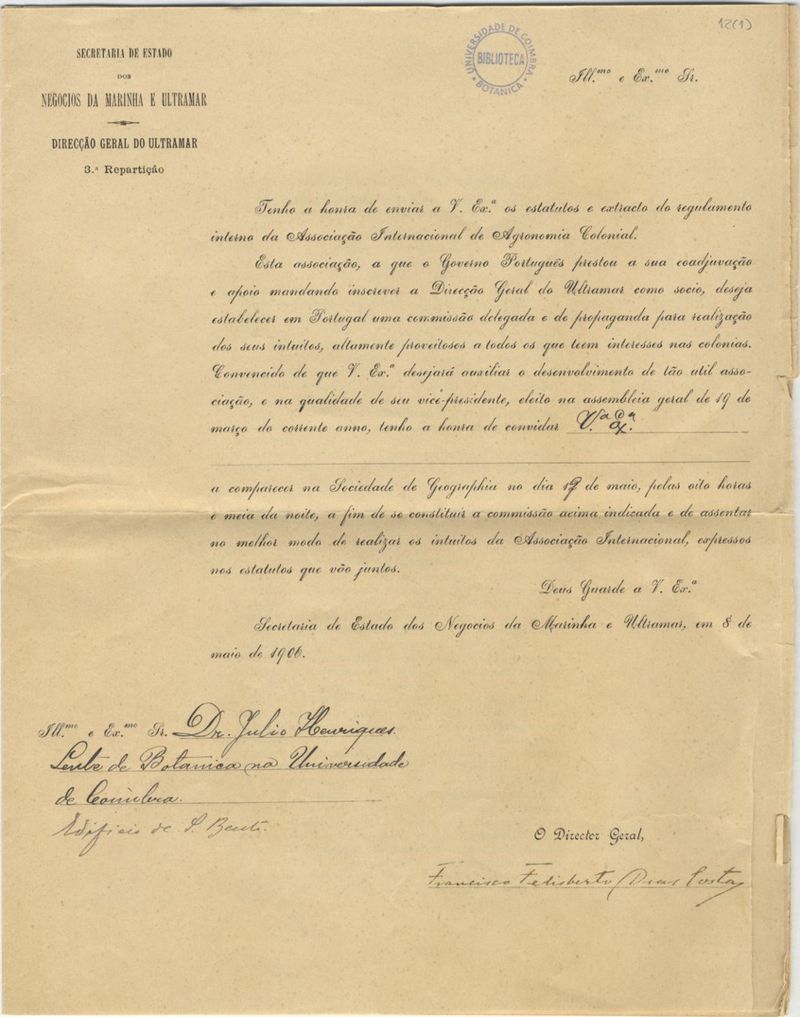 12(1)
SECRETARIA DE ESTADO
DOS
NEGOCIOS DA MARINHA E ULTRAMAR
DIRECÇÃO GERAL DO ULTRAMAR
3.ª Repartição
UNIVERSIDADE DE COIMBRA
BIBLIOTECA
BOTANICA
Ill.mo e Ex.mo Sr.
Tenho a honra de enviar a V. Ex.ª os estatutos e extracto do regulamento
interno da Associação Internacional de Agronomia Colonial.
Esta associação, a que o Governo Português prestou a sua coadjuvação
e apoio mandando inscrever a Direcção Geral do Ultramar como socio, deseja
estabelecer em Portugal uma commissão delegada e de propaganda para realização
dos seus intuitos, altamente proveitosos a todos os que teem interesses nas colonias.
Convencido de que V. Ex.ª desejará auxiliar o desenvolvimento de tão util asso-
ciação, e na qualidade de seu vice-presidente, eleito na assembleia geral de 19 de
março do corrente anno, tenho a honra de convidar V.ª Ex.ª
a comparecer na Sociedade de Geographia no dia de maio, pelas oito horas
e meia da noite, a fim de se constituir a commissão acima indicada e de assentar
no melhor modo de realizar os intuitos da Associação Internacional, expressos
nos estatutos que vão juntos.
Deus Guarde a V. Ex.ª
Secretaria de Estado dos Negocios da Marinha e Ultramar, em 8 de
maio de 1906.
Ill.mo e Ex.mo Sr. Dr. Julio Henriques.
Lente de Botanica na Universidade
de Coimbra.
Edificio de S. Bento.
O Director Geral,
Francisco Felisberto Dias Costa